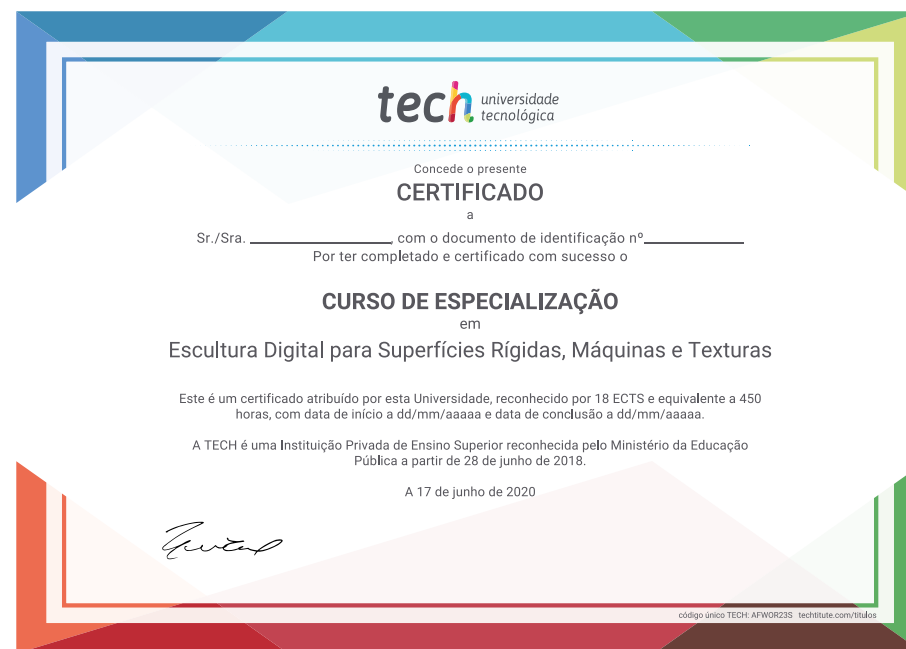 tech universidade
tecnológica
Concede o presente
CERTIFICADO
a
Sr./Sra. ____________________, com o documento de identificação nº______________
Por ter completado e certificado com sucesso o
CURSO DE ESPECIALIZAÇÃO
em
Escultura Digital para Superfícies Rígidas, Máquinas e Texturas
Este é um certificado atribuído por esta Universidade, reconhecido por 18 ECTS e equivalente a 450
horas, com data de início a dd/mm/aaaaa e data de conclusão a dd/mm/aaaaa.
A TECH é uma Instituição Privada de Ensino Superior reconhecida pelo Ministério da Educação
Pública a partir de 28 de junho de 2018.
A 17 de junho de 2020
código único TECH: AFWOR23S techtitute.com/titulos